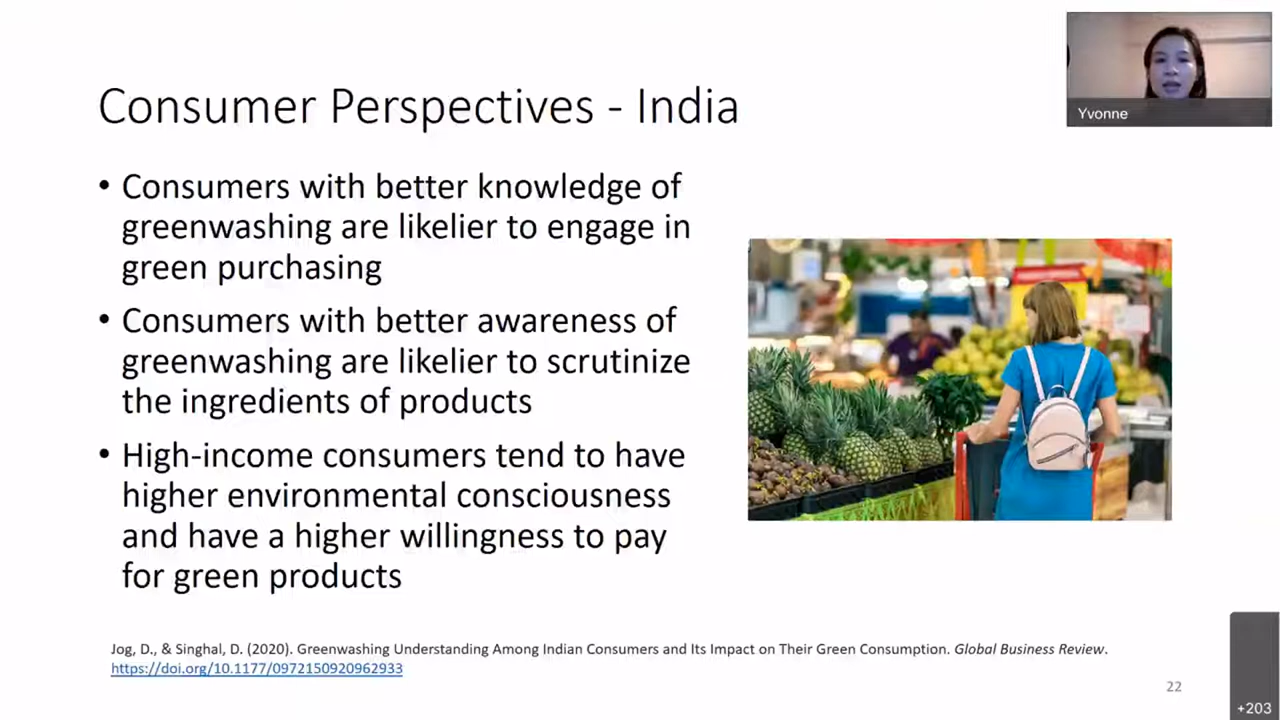 Yvonne
Consumer Perspectives - India
• Consumers with better knowledge of
greenwashing are likelier to engage in
green purchasing
• Consumers with better awareness of
greenwashing are likelier to scrutinize
the ingredients of products
• High-income consumers tend to have
higher environmental consciousness
and have a higher willingness to pay
for green products
Jog, D., & Singhal, D. (2020). Greenwashing Understanding Among Indian Consumers and Its Impact on Their Green Consumption. Global Business Review.
https://doi.org/10.1177/0972150920962933
22
+203